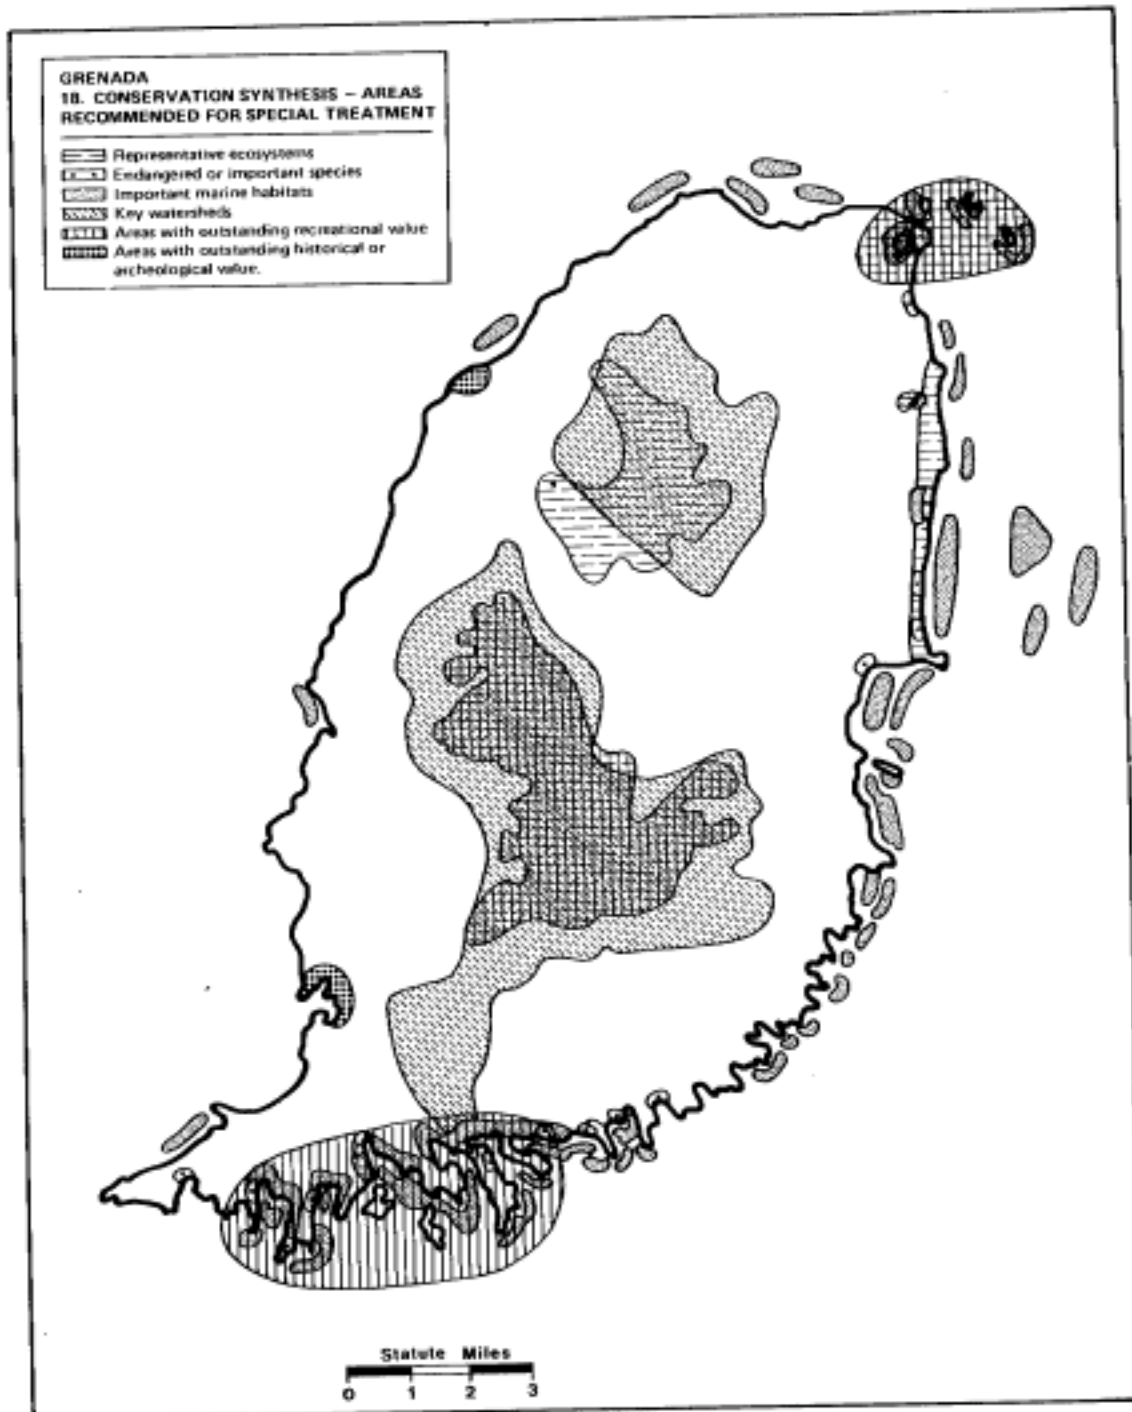 GRENADA
18. CONSERVATION SYNTHESIS – AREAS
RECOMMENDED FOR SPECIAL TREATMENT
Representative ecosystems
Endangered or important species
Important marine habitats
Key watersheds
Areas with outstanding recreational value
Areas with outstanding historical or
archeological value.
Statute Miles
0 1 2 3